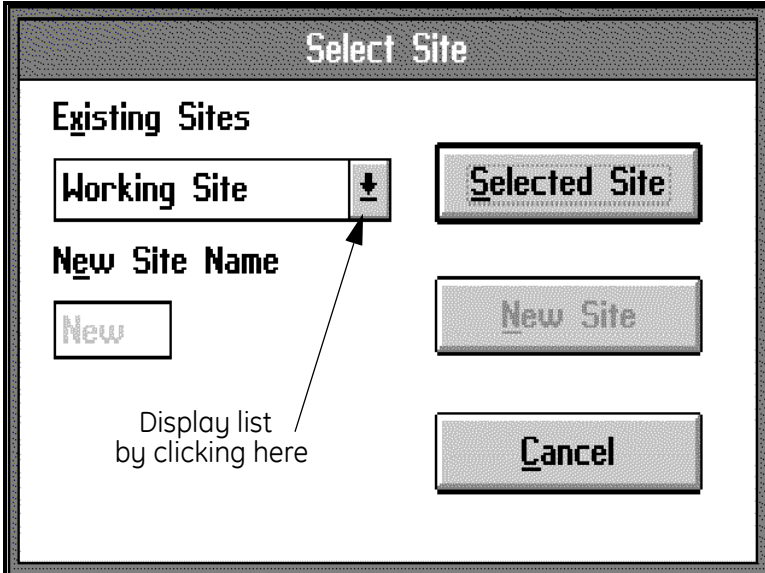 Select Site
Existing Sites
Working Site
Selected Site
New Site Name
New
New Site
Display list
by clicking here
Cancel